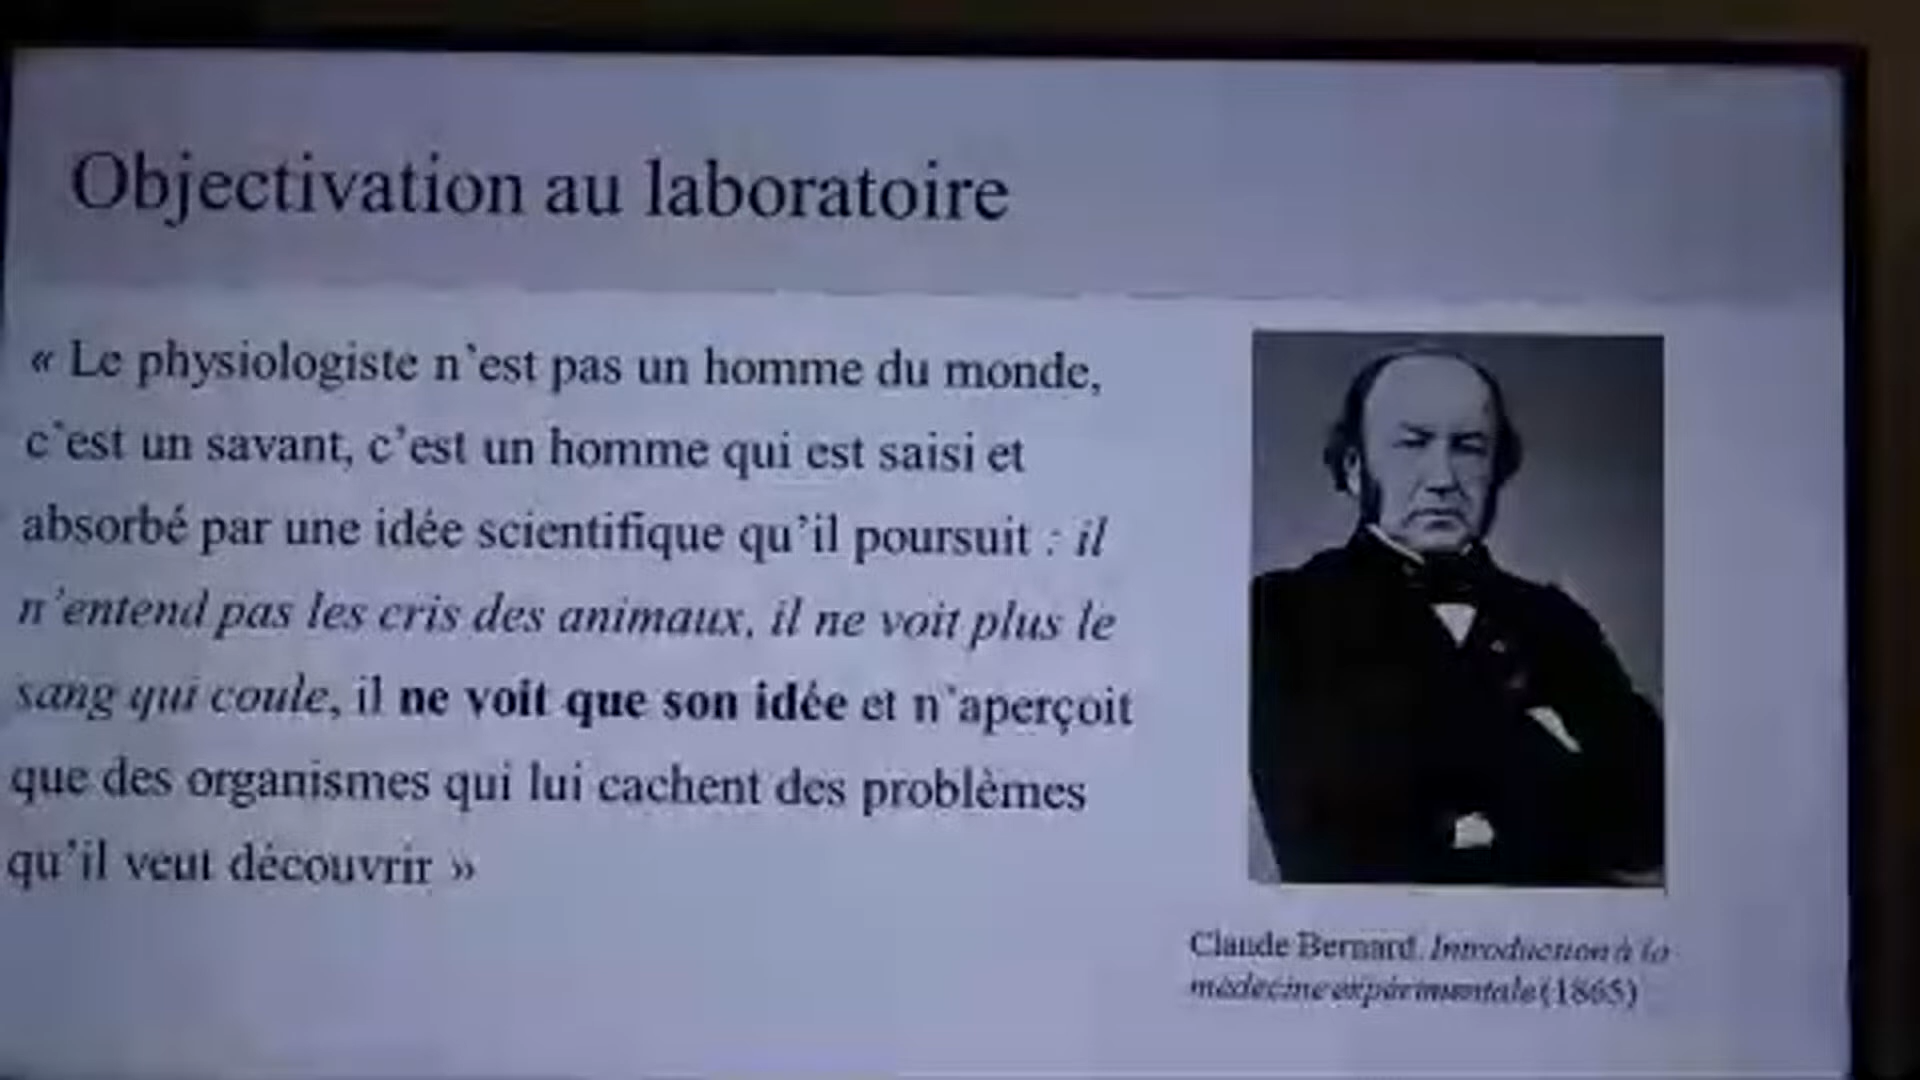 Objectivation au laboratoire
« Le physiologiste n'est pas un homme du monde,
c'est un savant, c'est un homme qui est saisi et
absorbé par une idée scientifique qu'il poursuit : il
n'entend pas les cris des animaux, il ne voit plus le
sang qui coule, il ne voit que son idée et n'aperçoit
que des organismes qui lui cachent des problèmes
qu'il veut découvrir »
Claude Bernard. Introduction à la
médecine expérimentale (1865)